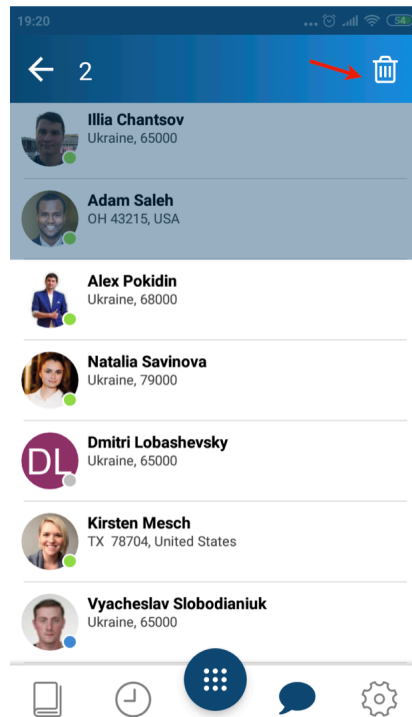 19:20
... 54
2
Illia Chantsov
Ukraine, 65000
Adam Saleh
OH 43215, USA
Alex Pokidin
Ukraine, 68000
Natalia Savinova
Ukraine, 79000
DL
Dmitri Lobashevsky
Ukraine, 65000
Kirsten Mesch
TX  78704, United States
Vyacheslav Slobodianiuk
Ukraine, 65000